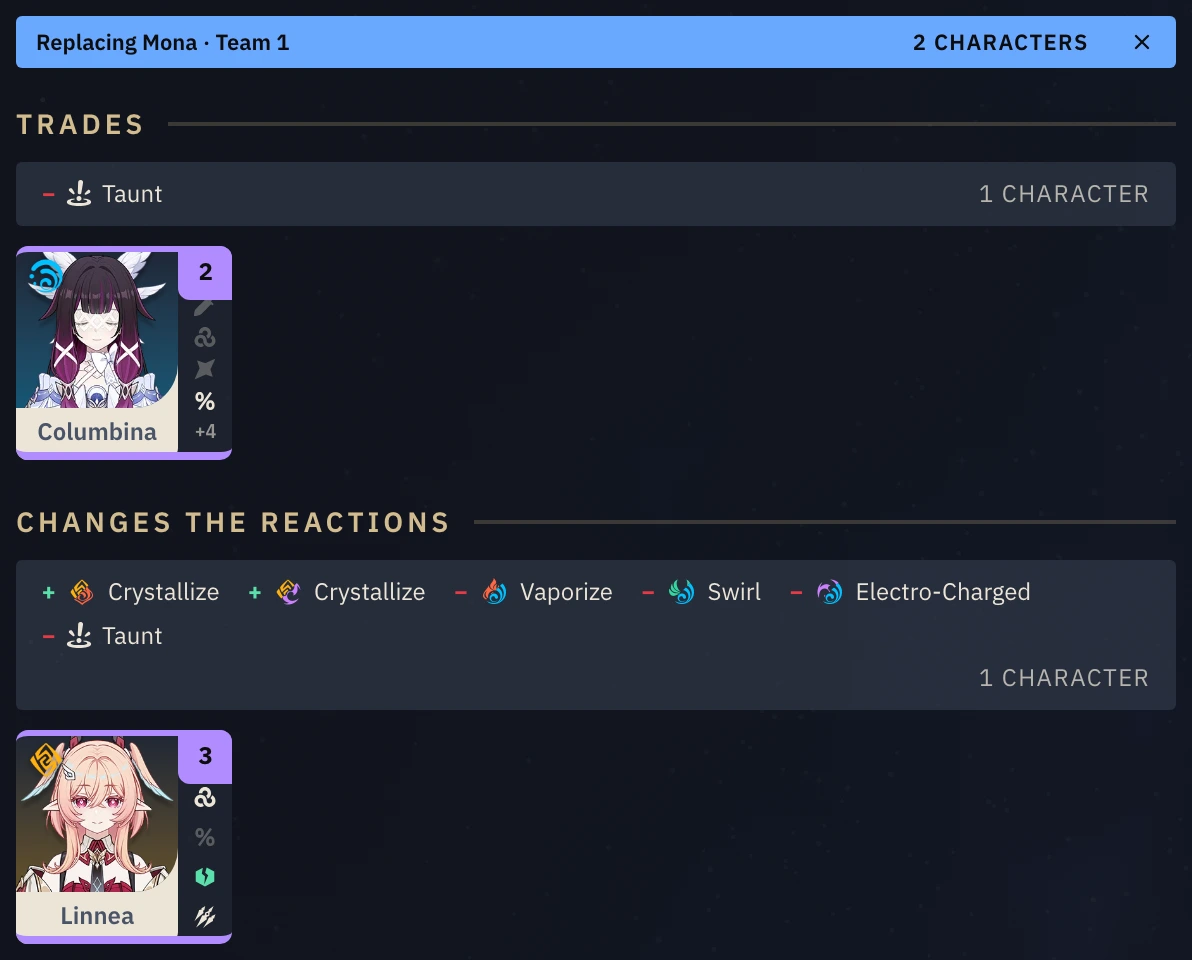 Replacing Mona · Team 1 2 CHARACTERS ×
TRADES
− Taunt 1 CHARACTER
2
%
+4
Columbina
CHANGES THE REACTIONS
+ Crystallize + Crystallize − Vaporize − Swirl − Electro-Charged
− Taunt
1 CHARACTER
3
%
Linnea